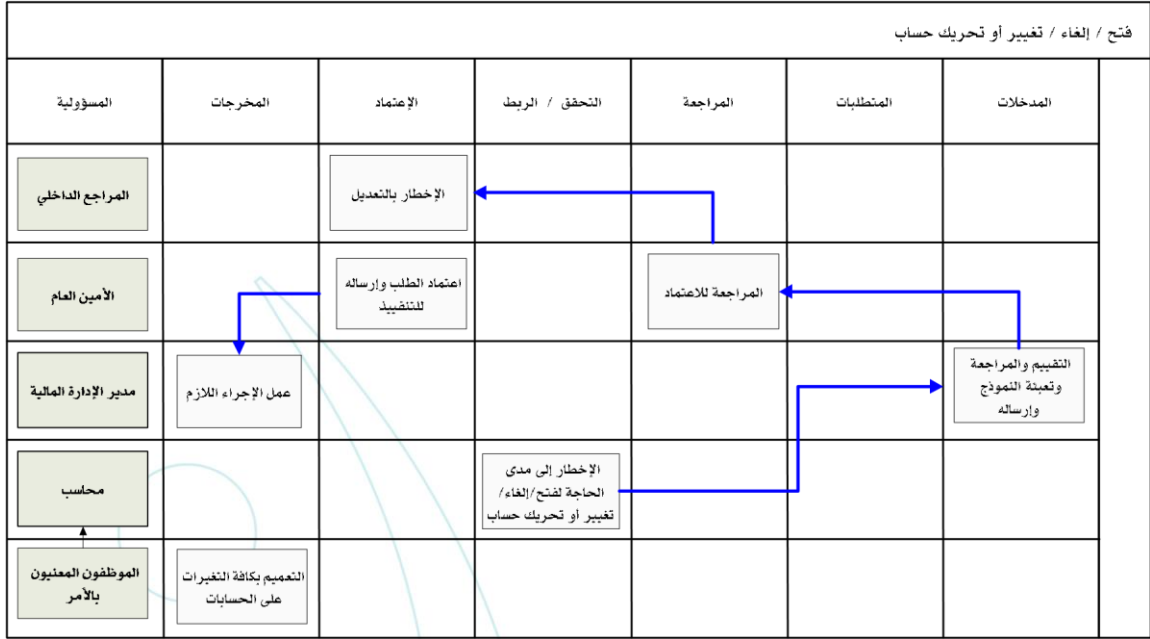 فتح / إلغاء / تغيير أو تحريك حساب
المدخلات
المتطلبات
المراجعة
التحقق / الربط
الإعتماد
المخرجات
المسؤولية
الإخطار بالتعديل
المراجع الداخلي
المراجعة للاعتماد
اعتماد الطلب وإرساله
للتنفييذ
الأمين العام
التقييم والمراجعة
وتعبئة النموذج
وإرساله
عمل الإجراء اللازم
مدير الإدارة المالية
الإخطار إلى مدى
الحاجة لفتح/إلغاء/
تغيير أو تحريك حساب
محاسب
التعميم بكافة التغيرات
على الحسابات
الموظفون المعنيون
بالأمر